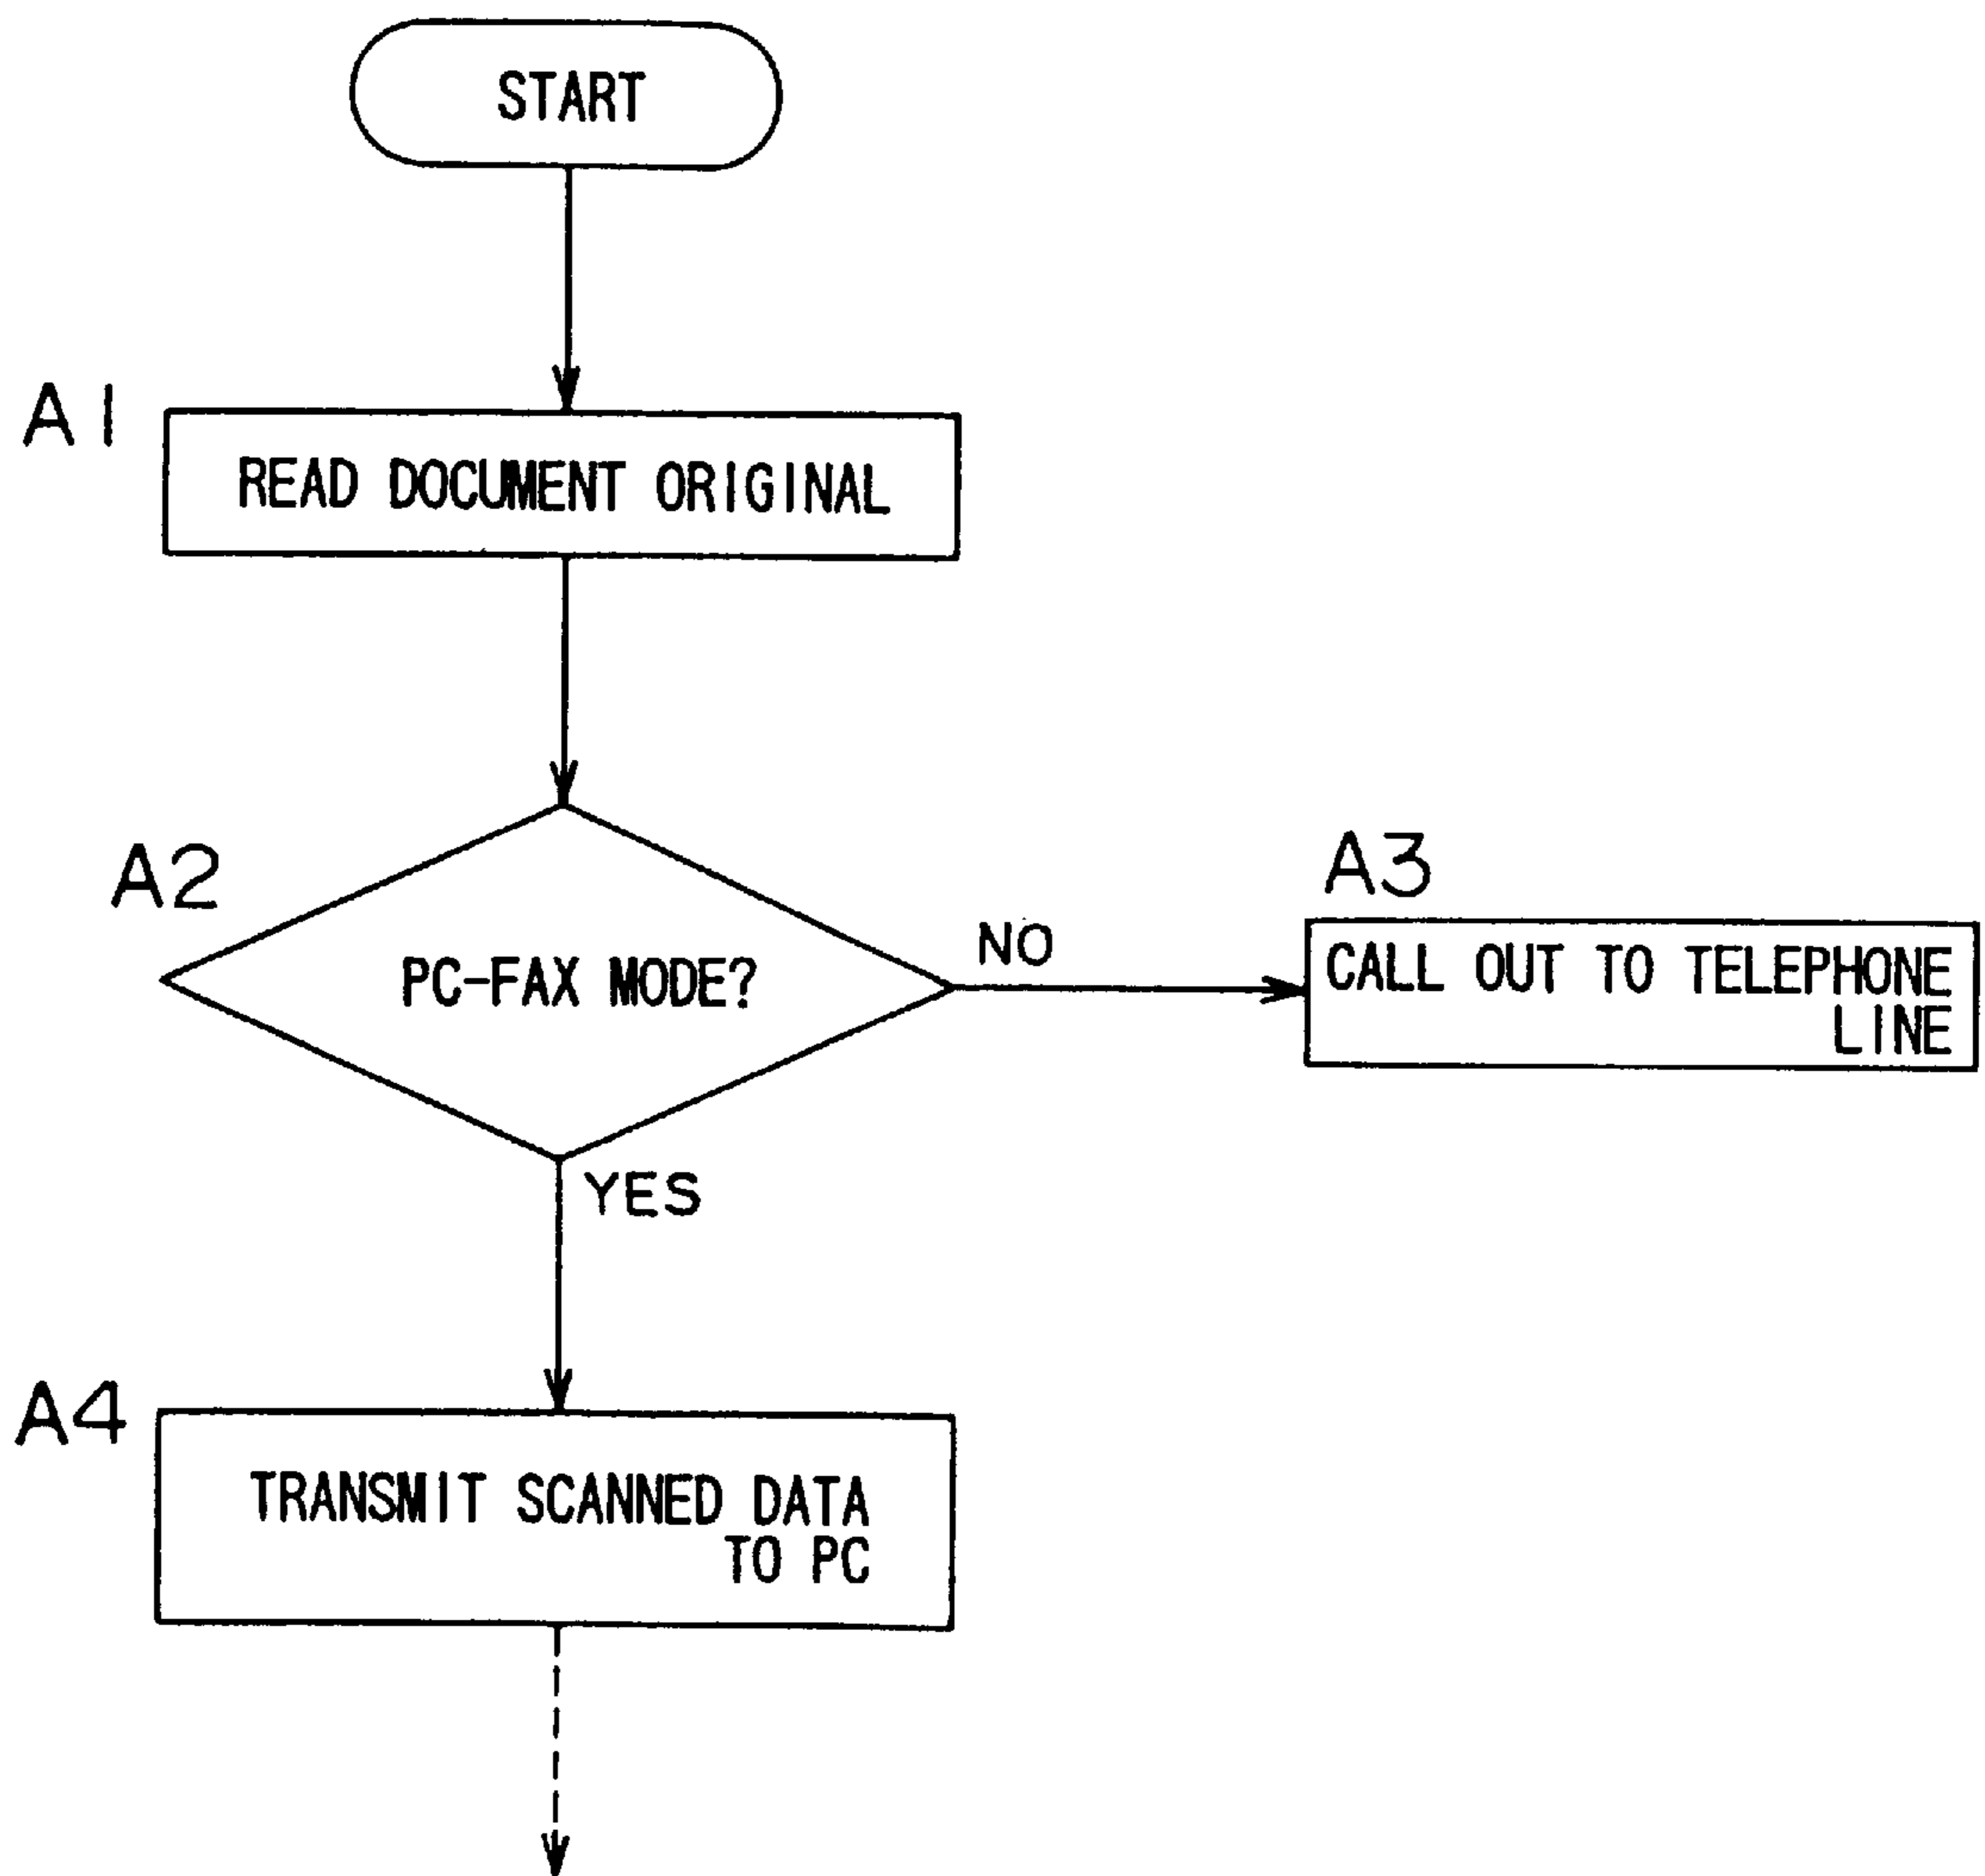 START
A1
READ DOCUMENT ORIGINAL
A2
PC-FAX MODE?
NO
A3
CALL OUT TO TELEPHONE
LINE
YES
A4
TRANSMIT SCANNED DATA
TO PC